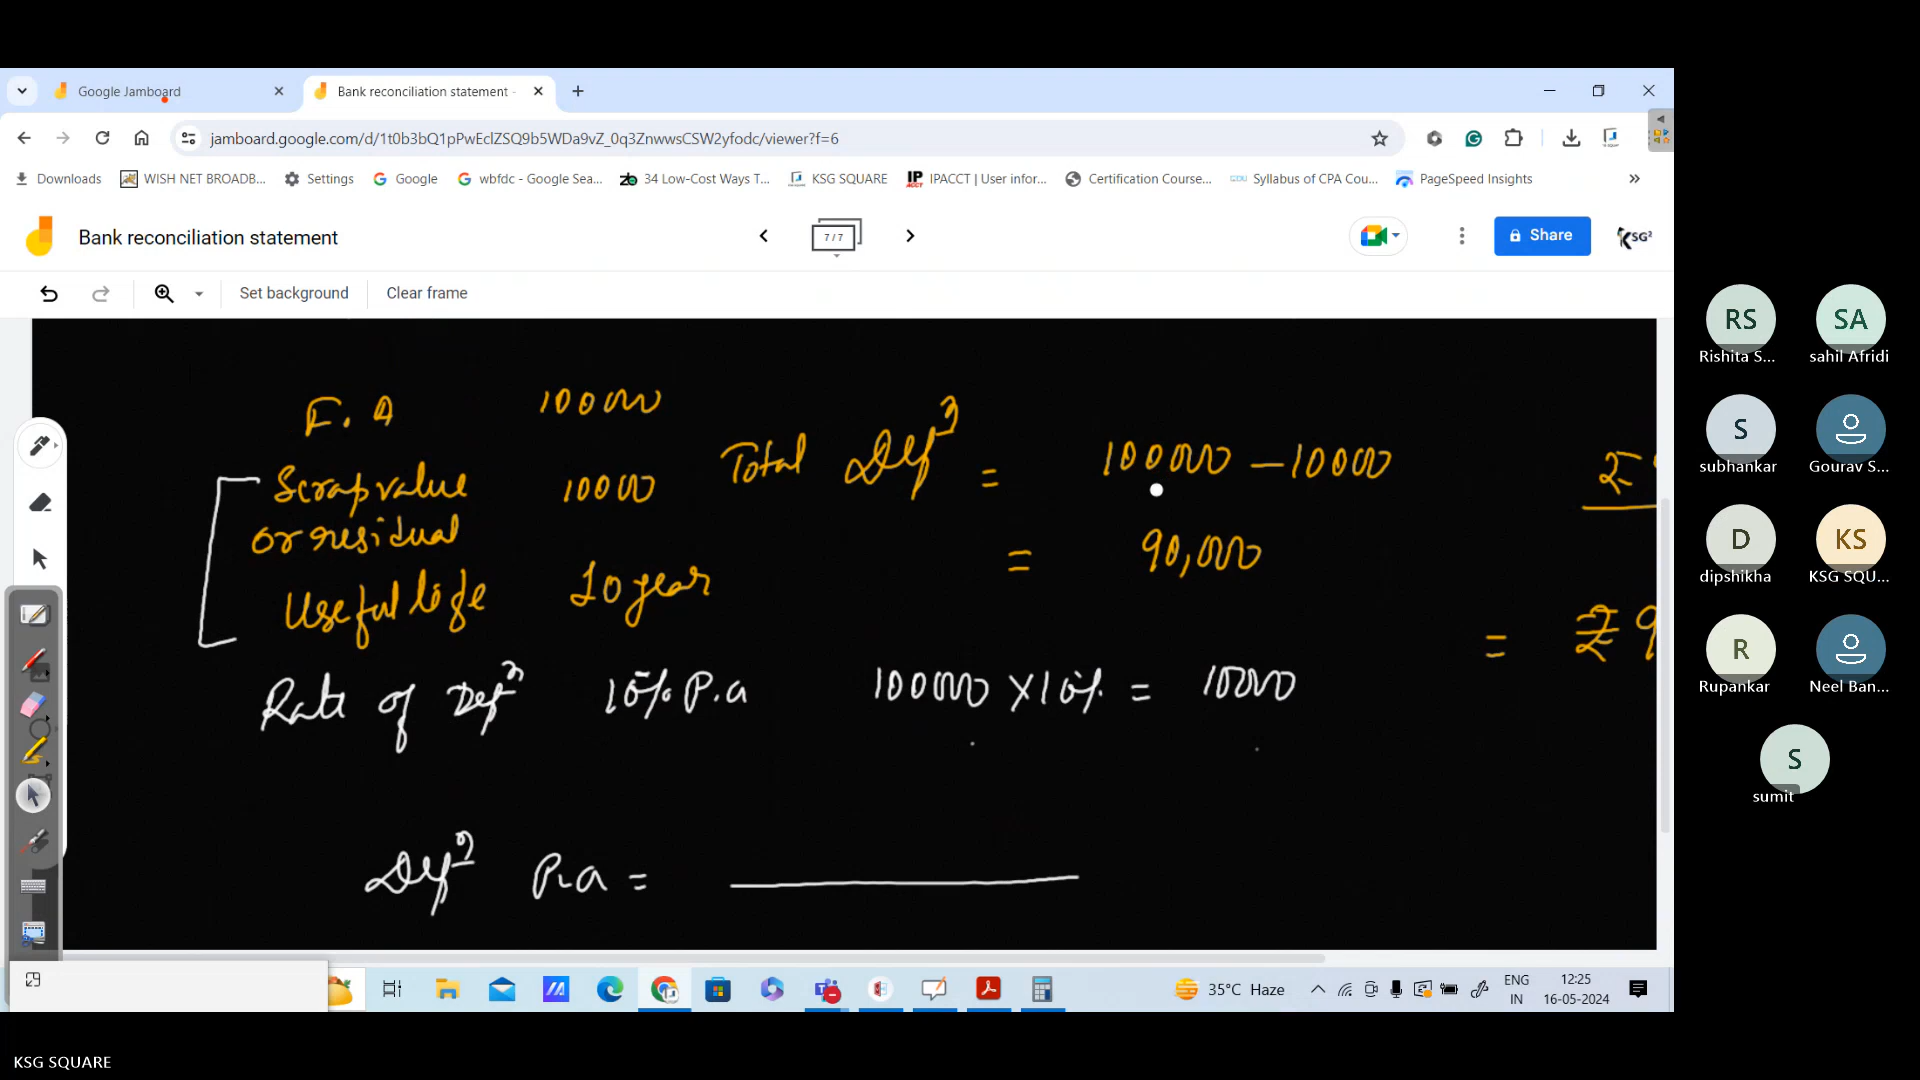 Google Jamboard
Bank reconciliation statement -
jamboard.google.com/d/1t0b3bQ1pPwEclZSQ9b5WDa9vZ_0q3ZnwwsCSW2yfodc/viewer?f=6
Downloads WISH NET BROADB... Settings Google wbfdc - Google Sea... 34 Low-Cost Ways T... KSG SQUARE IPACCT | User infor... Certification Course... Syllabus of CPA Cou... PageSpeed Insights
Bank reconciliation statement
7 / 7
Share
KSG²
Set background Clear frame
F.A 100000
Scrap value 10000
or residual
Useful life 10 year
Total Depⁿ = 100000 - 10000
= 90,000
=
Rate of Depⁿ 10% P.a 100000 × 10% = 10000
Depⁿ P.a =
RS
Rishita S...
SA
sahil Afridi
S
subhankar
Gourav S...
D
dipshikha
KS
KSG SQU...
R
Rupankar
Neel Ban...
S
sumit
35°C Haze
ENG
IN
12:25
16-05-2024
KSG SQUARE